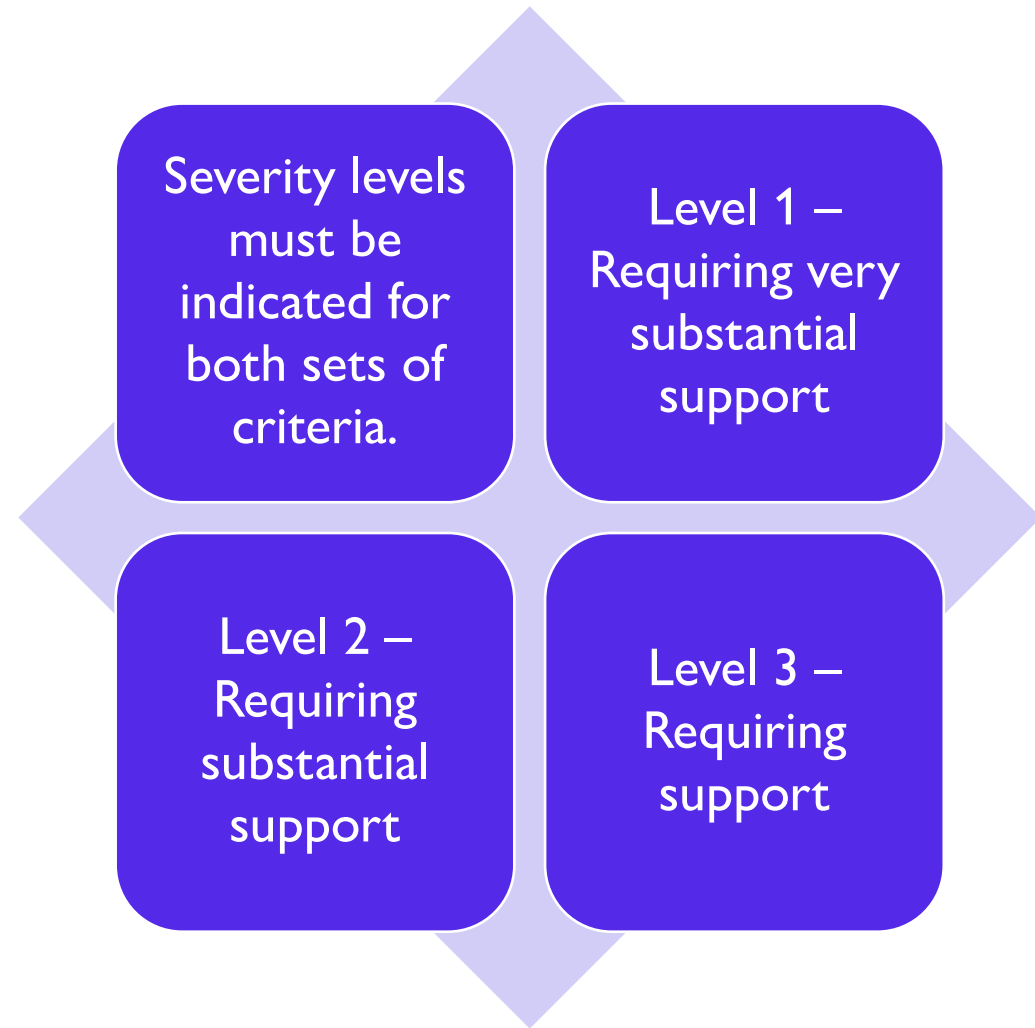 Severity levels
must be
indicated for
both sets of
criteria.
Level 1 –
Requiring very
substantial
support
Level 2 –
Requiring
substantial
support
Level 3 –
Requiring
support